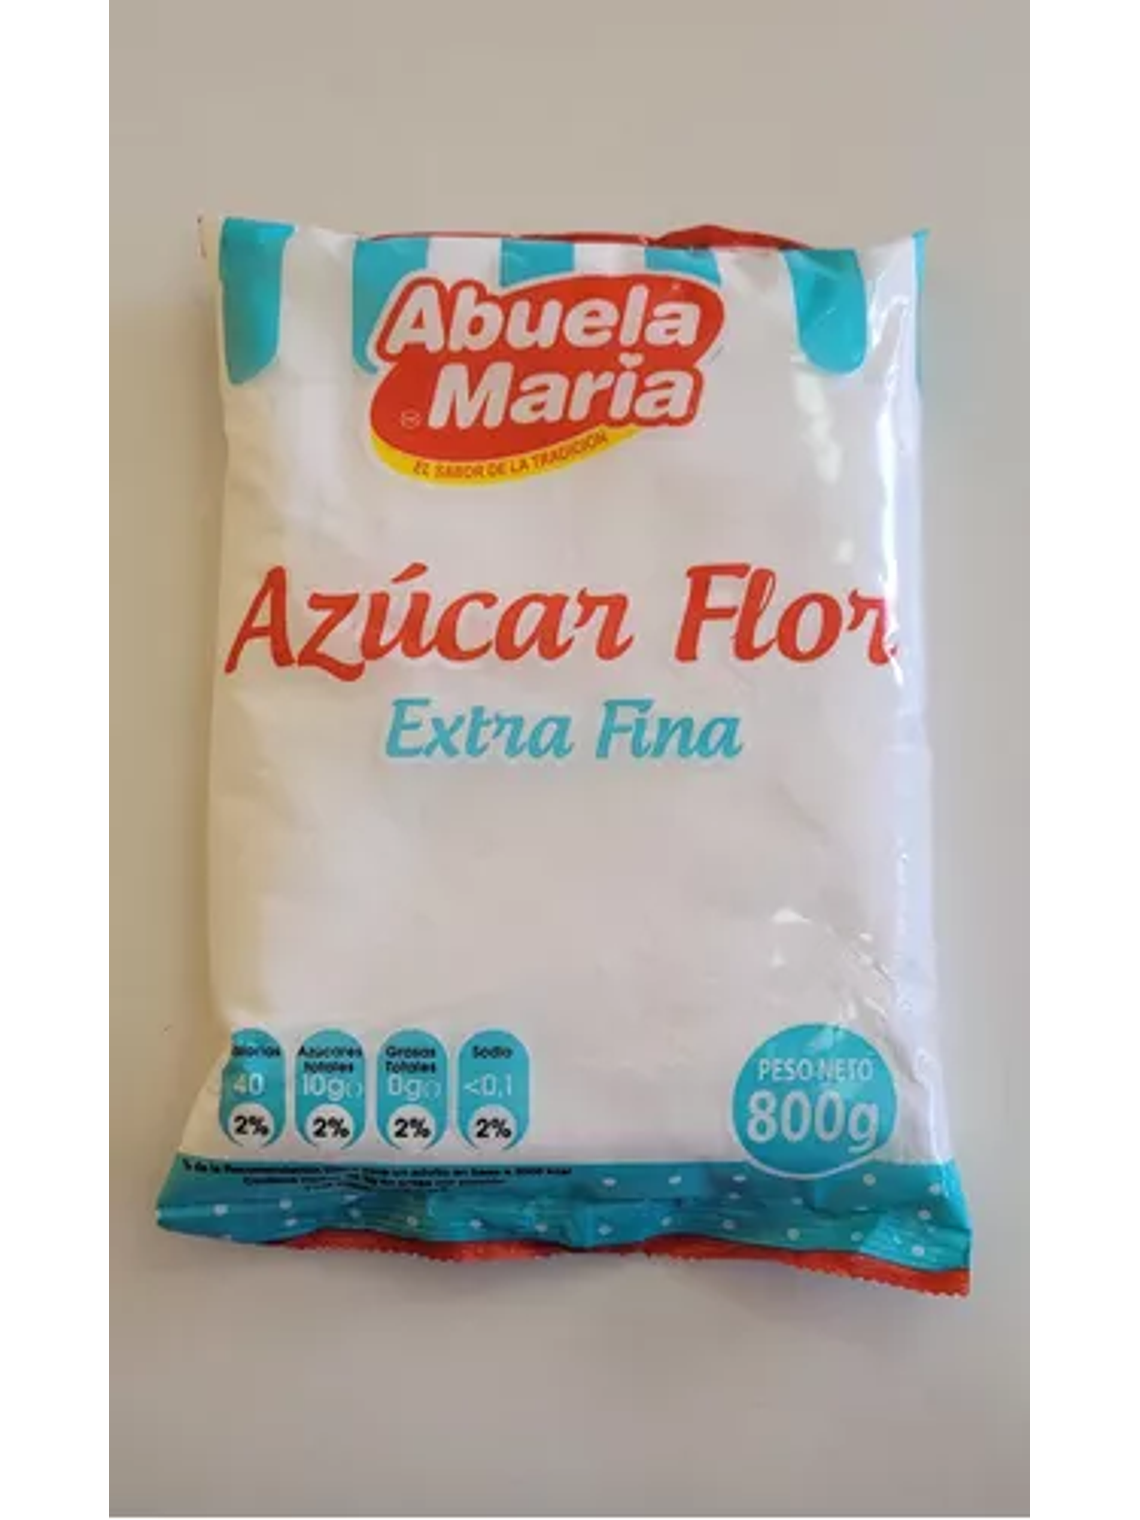 Abuela
Maria
EL SABOR DE LA TRADICIÓN
Azúcar Flor
Extra Fina
Azúcares Grasas Sodio
Totales Totales
40 10g 0g <0,1
2% 2% 2% 2%
PESO NETO
800g